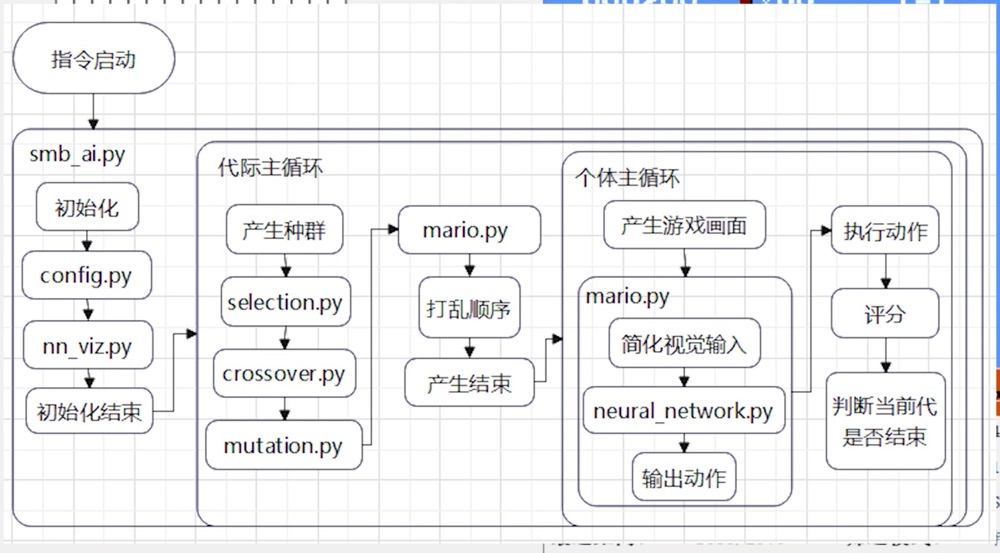 指令启动
smb_ai.py
初始化
config.py
nn_viz.py
初始化结束
代际主循环
产生种群
selection.py
crossover.py
mutation.py
mario.py
打乱顺序
产生结束
个体主循环
产生游戏画面
mario.py
简化视觉输入
neural_network.py
输出动作
执行动作
评分
判断当前代
是否结束